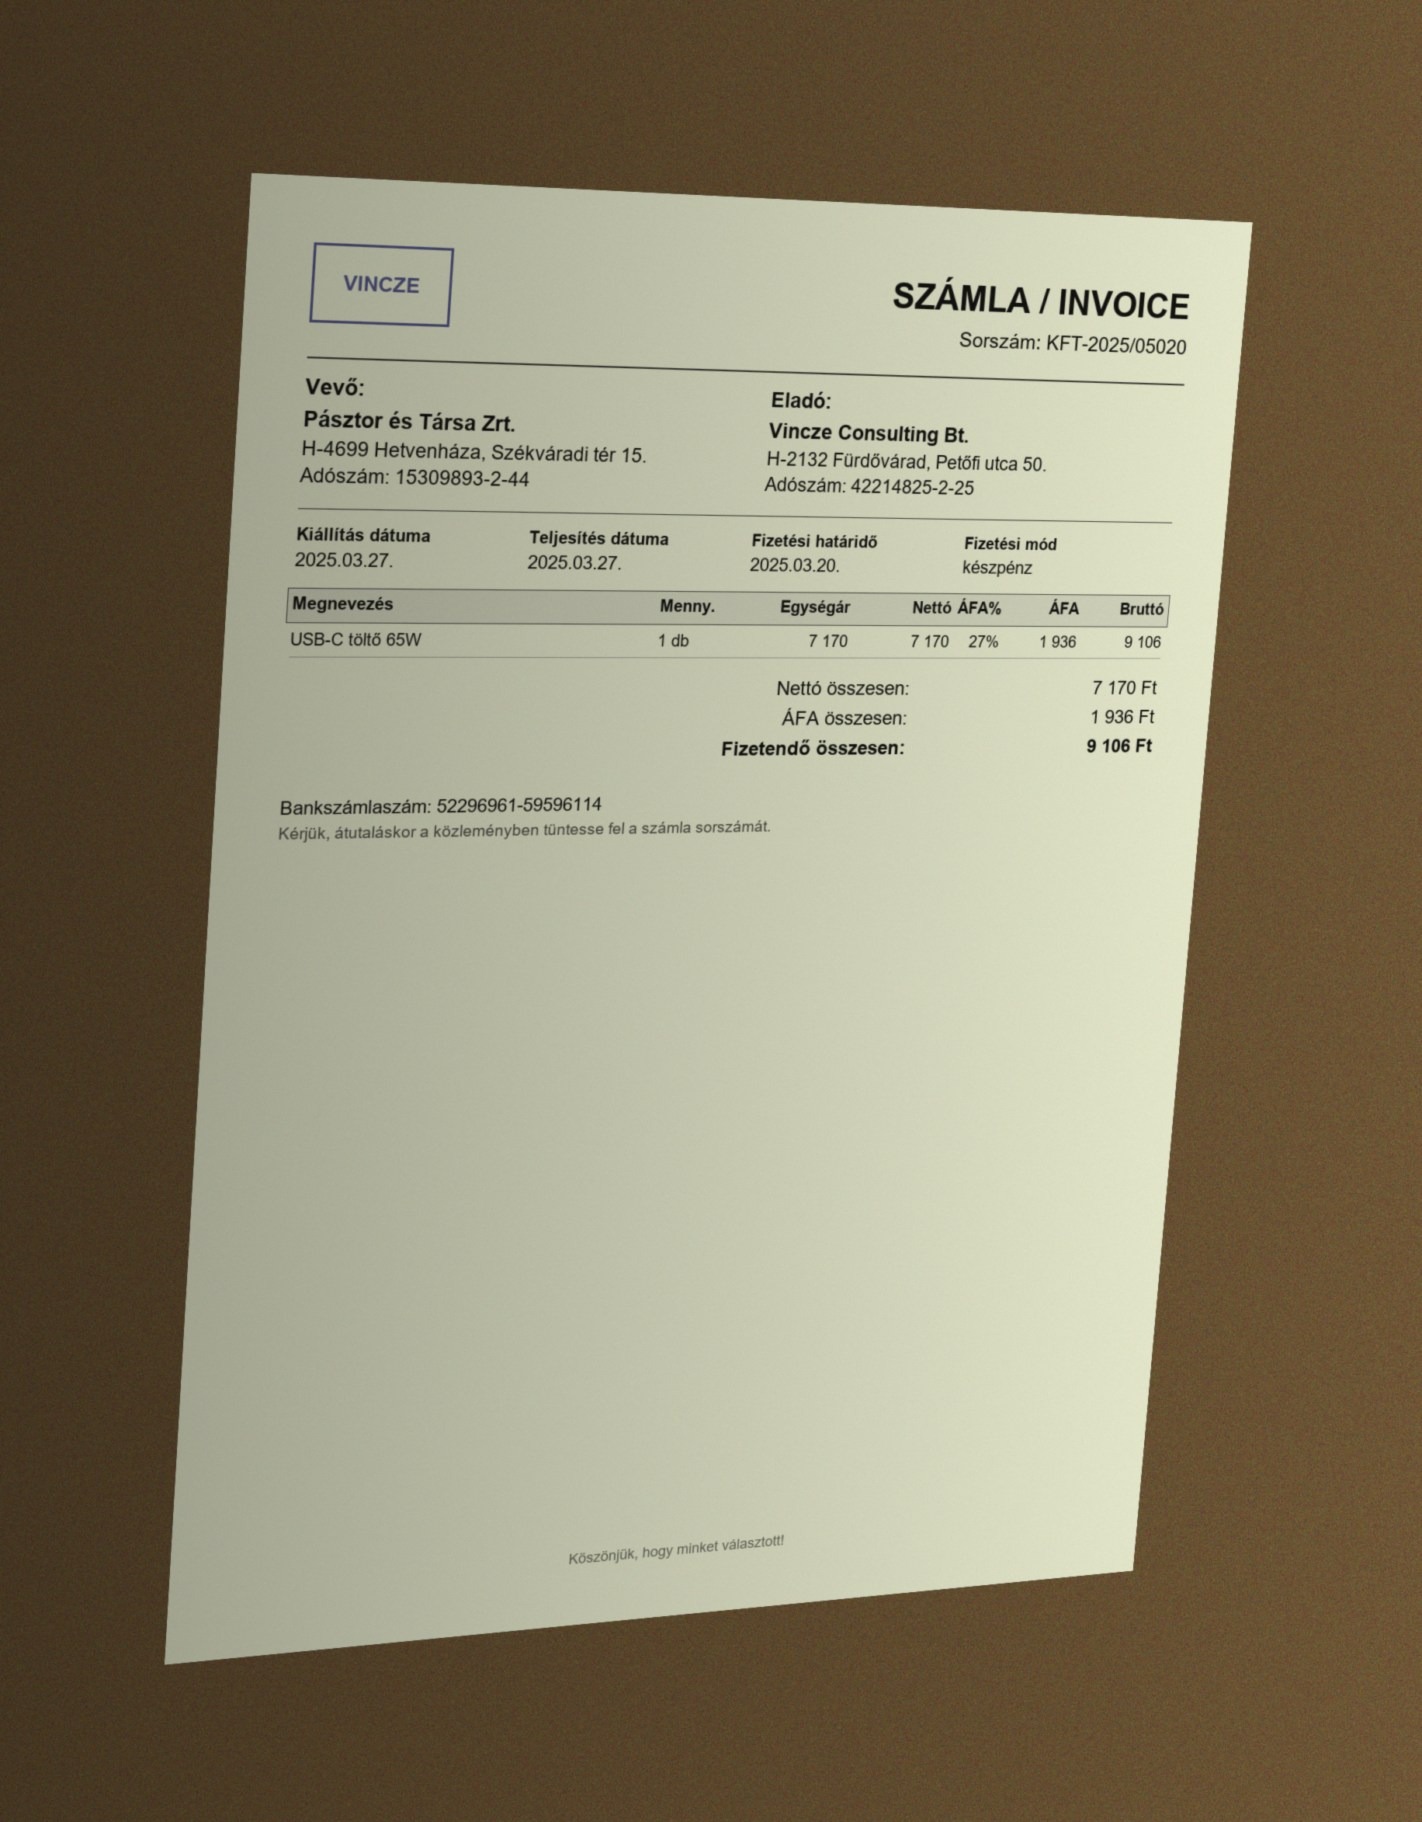 VINCZE
SZÁMLA / INVOICE
Sorszám: KFT-2025/05020
Vevő:
Pásztor és Társa Zrt.
H-4699 Hetvenháza, Székváradi tér 15.
Adószám: 15309893-2-44
Eladó:
Vincze Consulting Bt.
H-2132 Fürdővárad, Petőfi utca 50.
Adószám: 42214825-2-25
Kiállítás dátuma Teljesítés dátuma Fizetési határidő Fizetési mód
2025.03.27. 2025.03.27. 2025.03.20. készpénz
Megnevezés Menny. Egységár Nettó ÁFA% ÁFA Bruttó
USB-C töltő 65W 1 db 7 170 7 170 27% 1 936 9 106
Nettó összesen: 7 170 Ft
ÁFA összesen: 1 936 Ft
Fizetendő összesen: 9 106 Ft
Bankszámlaszám: 52296961-59596114
Kérjük, átutaláskor a közleményben tüntesse fel a számla sorszámát.
Köszönjük, hogy minket választott!